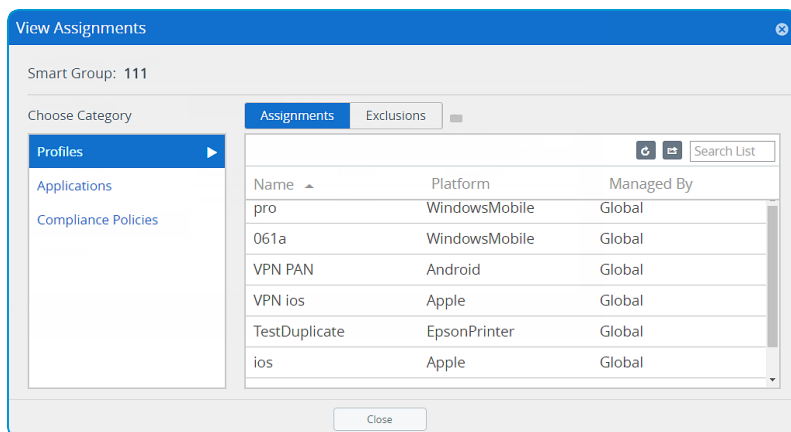 View Assignments
Smart Group: 111
Choose Category
Assignments Exclusions
Profiles
Applications
Compliance Policies
Search List
Name Platform Managed By
pro WindowsMobile Global
061a WindowsMobile Global
VPN PAN Android Global
VPN ios Apple Global
TestDuplicate EpsonPrinter Global
ios Apple Global
Close